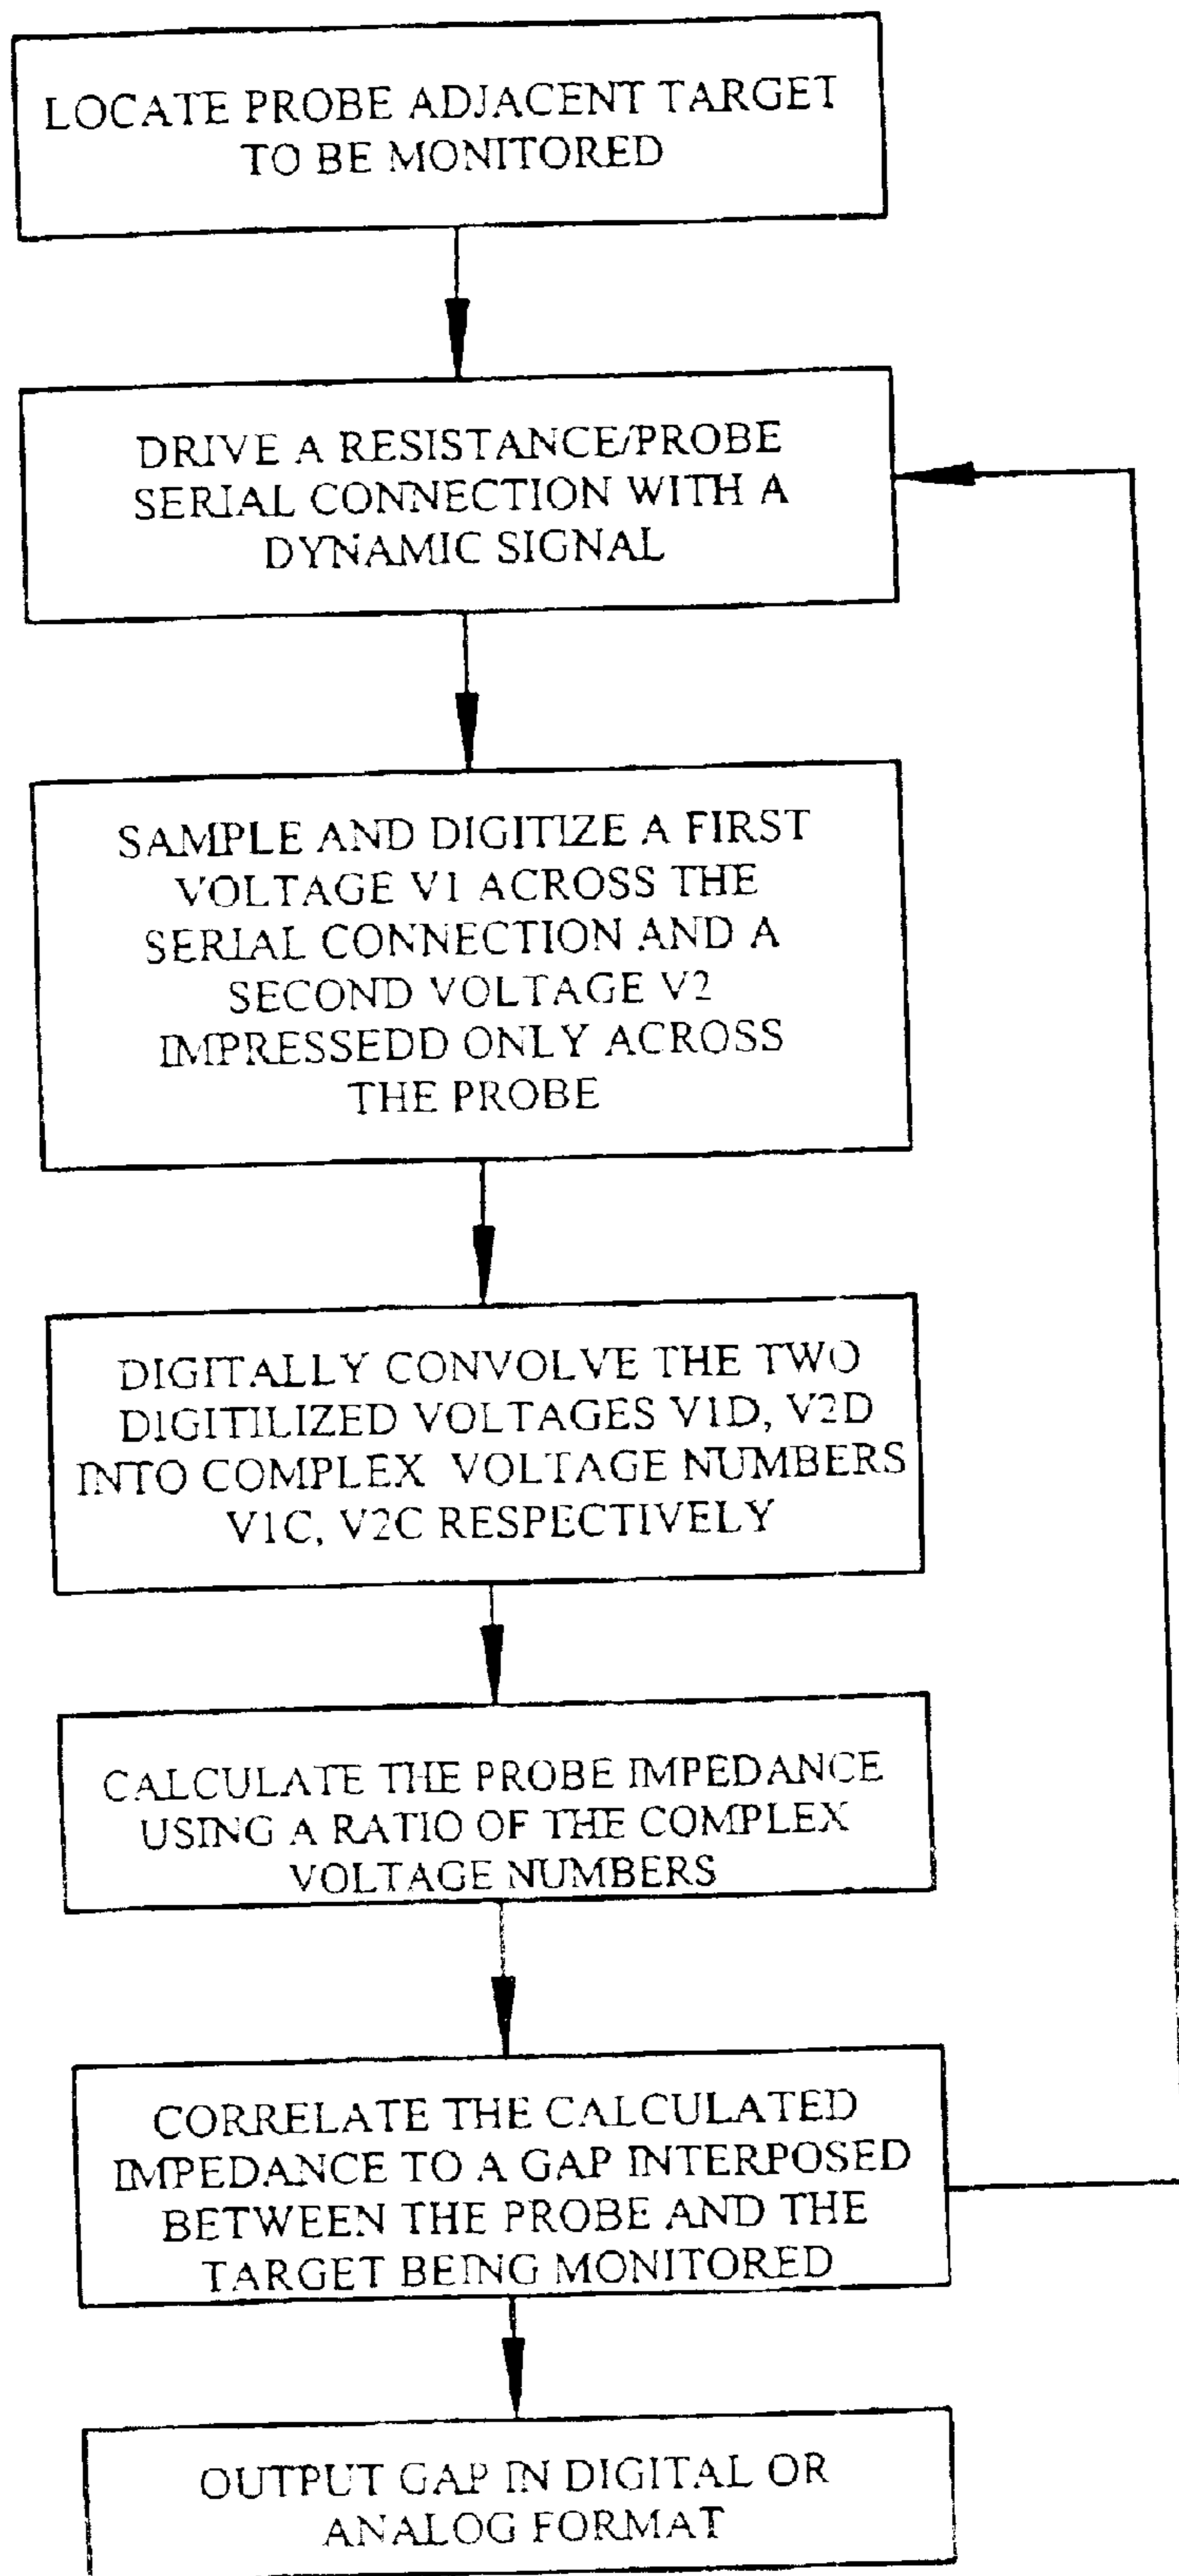 LOCATE PROBE ADJACENT TARGET
TO BE MONITORED
DRIVE A RESISTANCE/PROBE
SERIAL CONNECTION WITH A
DYNAMIC SIGNAL
SAMPLE AND DIGITIZE A FIRST
VOLTAGE V1 ACROSS THE
SERIAL CONNECTION AND A
SECOND VOLTAGE V2
IMPRESSEDD ONLY ACROSS
THE PROBE
DIGITALLY CONVOLVE THE TWO
DIGITILIZED VOLTAGES V1D, V2D
INTO COMPLEX VOLTAGE NUMBERS
V1C, V2C RESPECTIVELY
CALCULATE THE PROBE IMPEDANCE
USING A RATIO OF THE COMPLEX
VOLTAGE NUMBERS
CORRELATE THE CALCULATED
IMPEDANCE TO A GAP INTERPOSED
BETWEEN THE PROBE AND THE
TARGET BEING MONITORED
OUTPUT GAP IN DIGITAL OR
ANALOG FORMAT